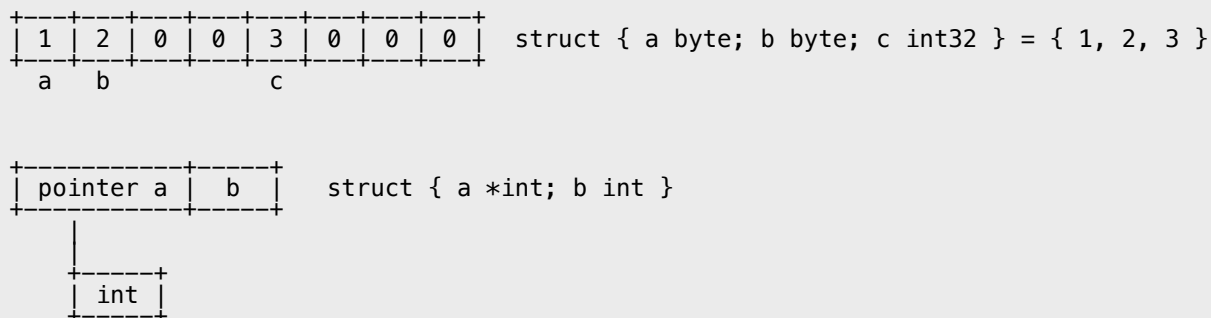 +---+---+---+---+---+---+---+---+
| 1 | 2 | 0 | 0 | 3 | 0 | 0 | 0 |  struct { a byte; b byte; c int32 } = { 1, 2, 3 }
+---+---+---+---+---+---+---+---+
  a   b           c
+-----------+-----+
| pointer a |  b  |   struct { a *int; b int }
+-----------+-----+
    |
    |
    +-----+
    | int |
    +-----+